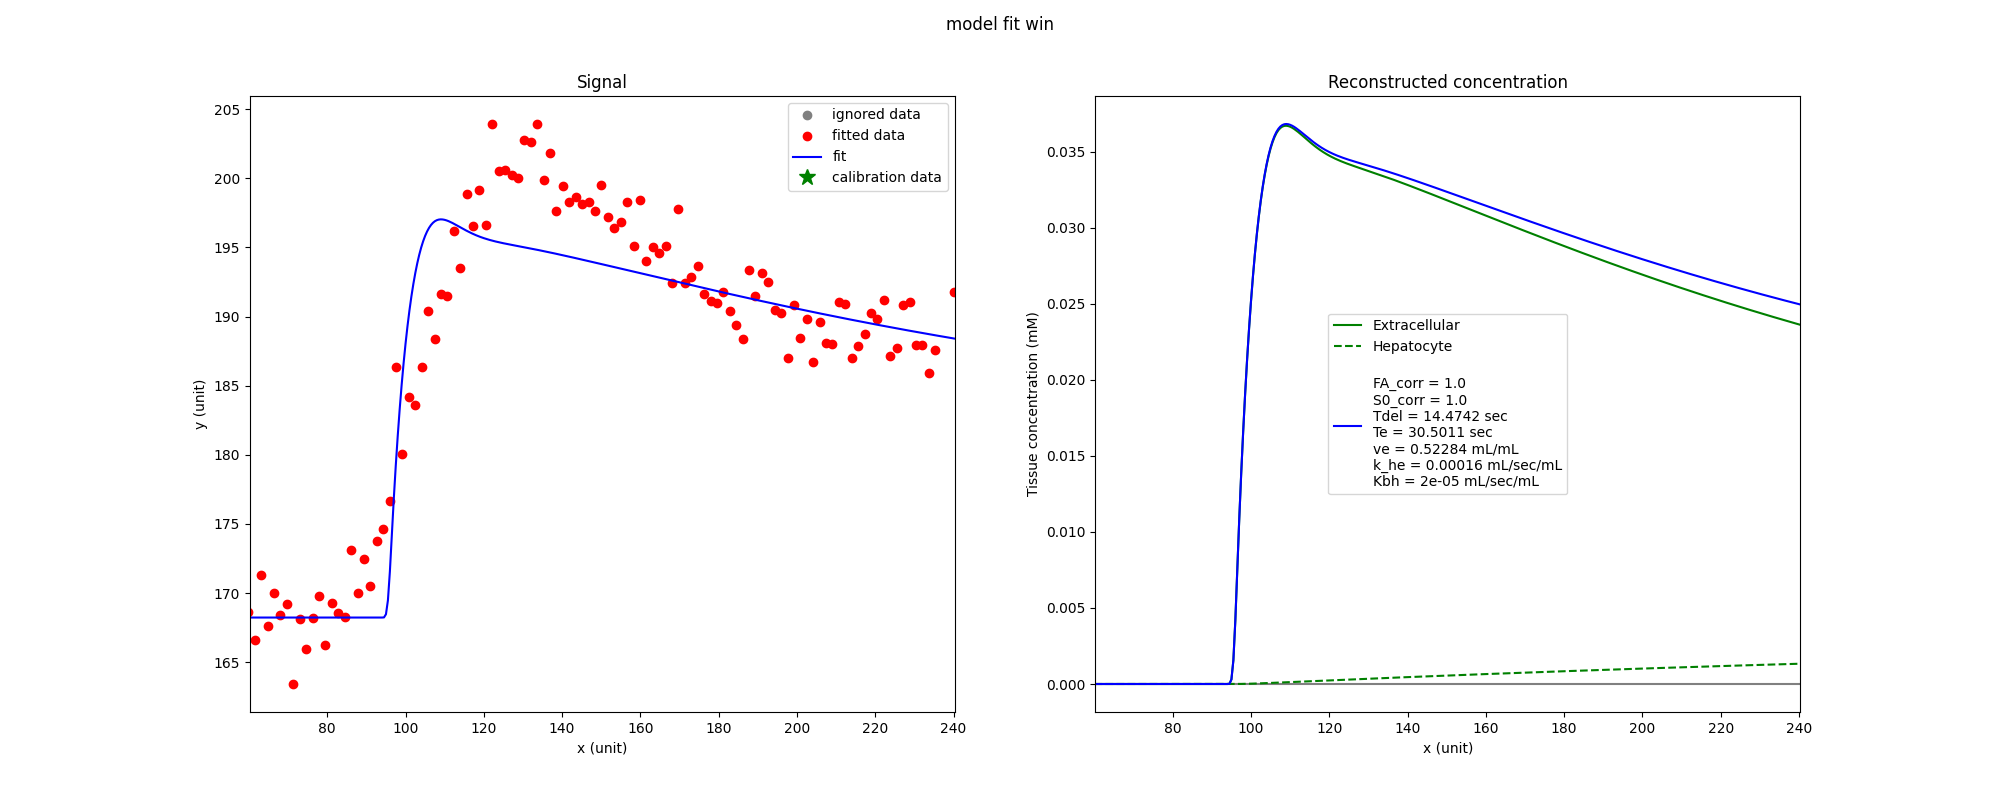 model fit win
Signal
205
200
195
190
185
180
175
170
165
y (unit)
80 100 120 140 160 180 200 220 240
x (unit)
ignored data
fitted data
fit
calibration data
Reconstructed concentration
0.035
0.030
0.025
0.020
0.015
0.010
0.005
0.000
Tissue concentration (mM)
80 100 120 140 160 180 200 220 240
x (unit)
Extracellular
Hepatocyte
FA_corr = 1.0
S0_corr = 1.0
Tdel = 14.4742 sec
Te = 30.5011 sec
ve = 0.52284 mL/mL
k_he = 0.00016 mL/sec/mL
Kbh = 2e-05 mL/sec/mL